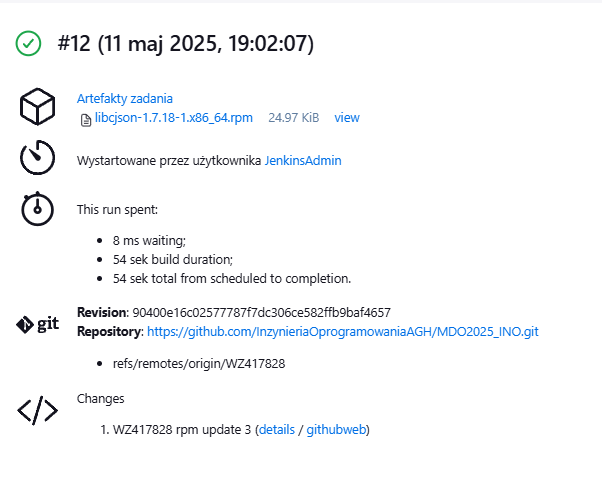 #12 (11 maj 2025, 19:02:07)
Artefakty zadania
libcjson-1.7.18-1.x86_64.rpm 24.97 KiB view
Wystartowane przez użytkownika JenkinsAdmin
This run spent:
• 8 ms waiting;
• 54 sek build duration;
• 54 sek total from scheduled to completion.
git
Revision: 90400e16c02577787f7dc306ce582ffb9baf4657
Repository: https://github.com/InzynieriaOprogramowaniaAGH/MDO2025_INO.git
• refs/remotes/origin/WZ417828
Changes
1. WZ417828 rpm update 3 (details / githubweb)